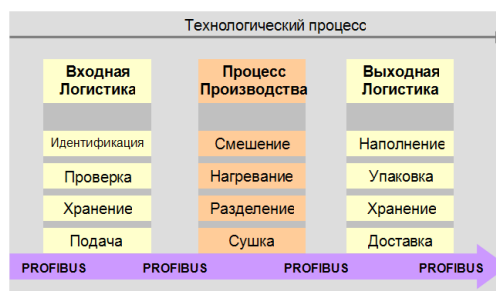 Технологический процесс
Входная
Логистика
Идентификация
Проверка
Хранение
Подача
Процесс
Производства
Смешение
Нагревание
Разделение
Сушка
Выходная
Логистика
Наполнение
Упаковка
Хранение
Доставка
PROFIBUS PROFIBUS PROFIBUS PROFIBUS